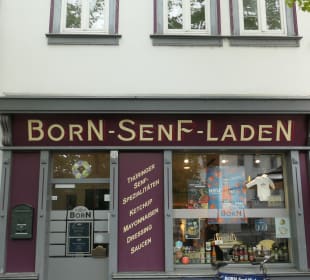 BORN-SENF-LADEN
THÜRINGER
SENF-
SPEZIALITÄTEN
KETCHUP
MAYONNAISEN
DRESSING
SAUCEN
BORN
BORN